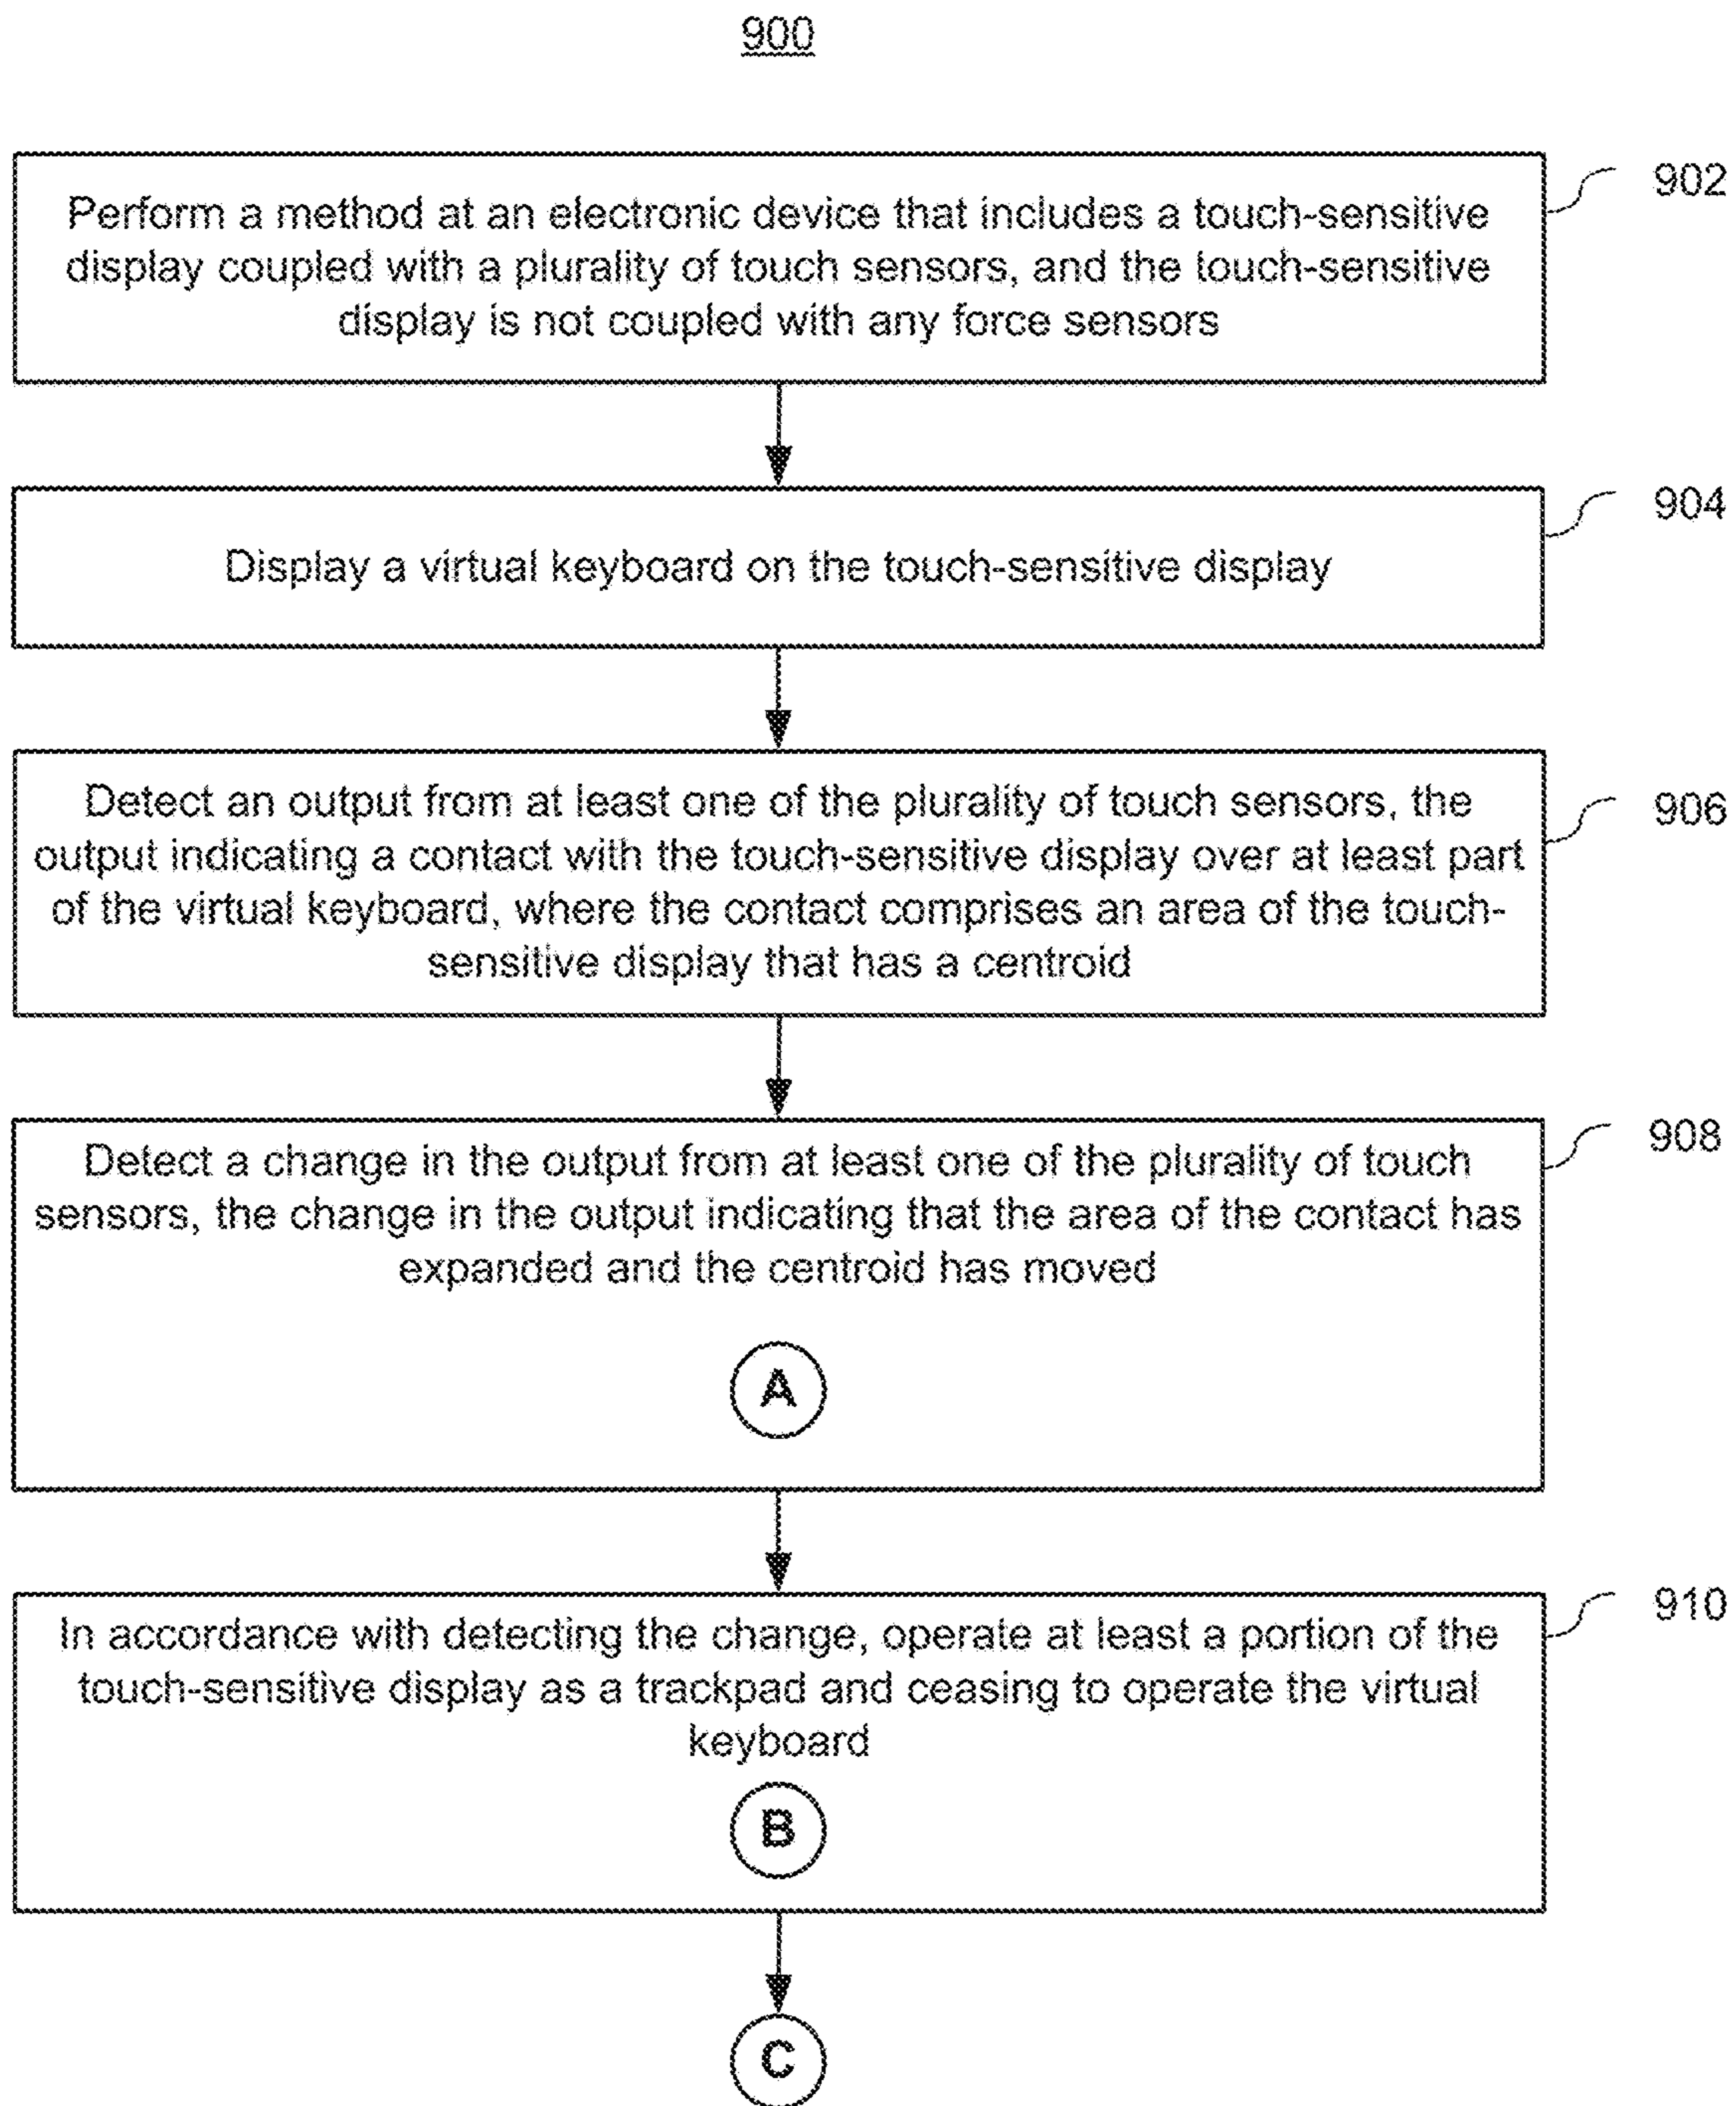 900
Perform a method at an electronic device that includes a touch-sensitive
display coupled with a plurality of touch sensors, and the touch-sensitive
display is not coupled with any force sensors
902
Display a virtual keyboard on the touch-sensitive display
904
Detect an output from at least one of the plurality of touch sensors, the
output indicating a contact with the touch-sensitive display over at least part
of the virtual keyboard, where the contact comprises an area of the touch-
sensitive display that has a centroid
906
Detect a change in the output from at least one of the plurality of touch
sensors, the change in the output indicating that the area of the contact has
expanded and the centroid has moved
A
908
In accordance with detecting the change, operate at least a portion of the
touch-sensitive display as a trackpad and ceasing to operate the virtual
keyboard
B
910
C